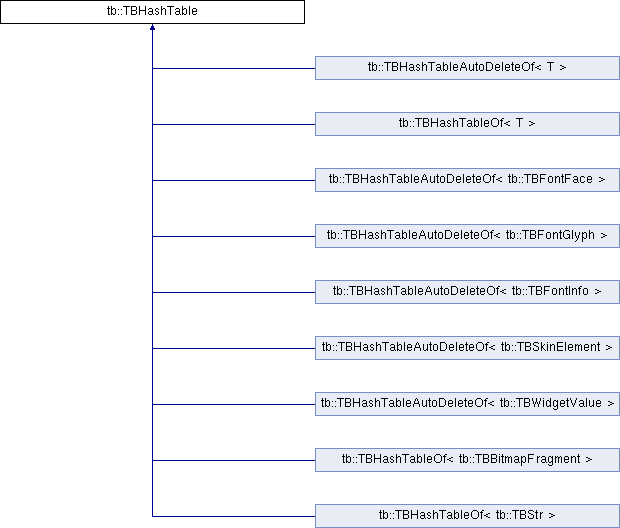 tb::TBHashTable
tb::TBHashTableAutoDeleteOf< T >
tb::TBHashTableOf< T >
tb::TBHashTableAutoDeleteOf< tb::TBFontFace >
tb::TBHashTableAutoDeleteOf< tb::TBFontGlyph >
tb::TBHashTableAutoDeleteOf< tb::TBFontInfo >
tb::TBHashTableAutoDeleteOf< tb::TBSkinElement >
tb::TBHashTableAutoDeleteOf< tb::TBWidgetValue >
tb::TBHashTableOf< tb::TBBitmapFragment >
tb::TBHashTableOf< tb::TBStr >